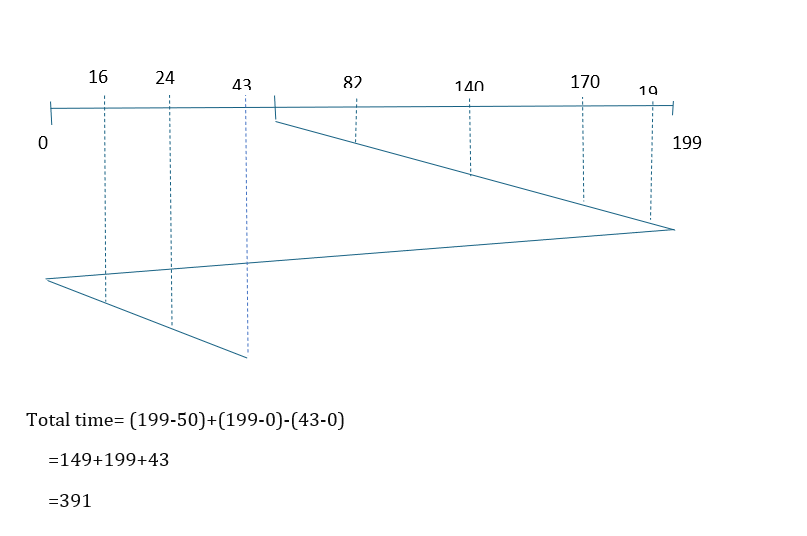 16 24 43 82 140 170 19
0 199
Total time= (199-50)+(199-0)-(43-0)
=149+199+43
=391